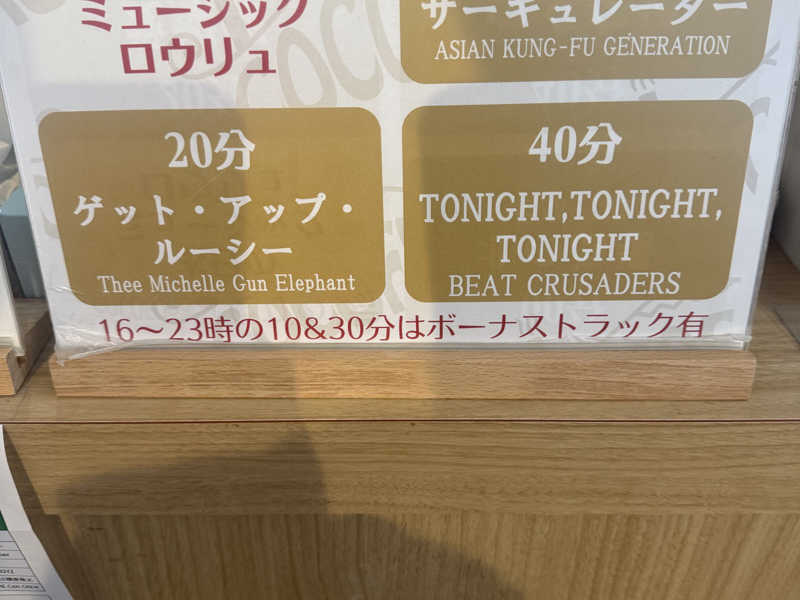 ミュージック
ロウリュ
サーキュレーター
ASIAN KUNG-FU GENERATION
20分
ゲット・アップ・
ルーシー
Thee Michelle Gun Elephant
40分
TONIGHT,TONIGHT,
TONIGHT
BEAT CRUSADERS
16〜23時の10&30分はボーナストラック有